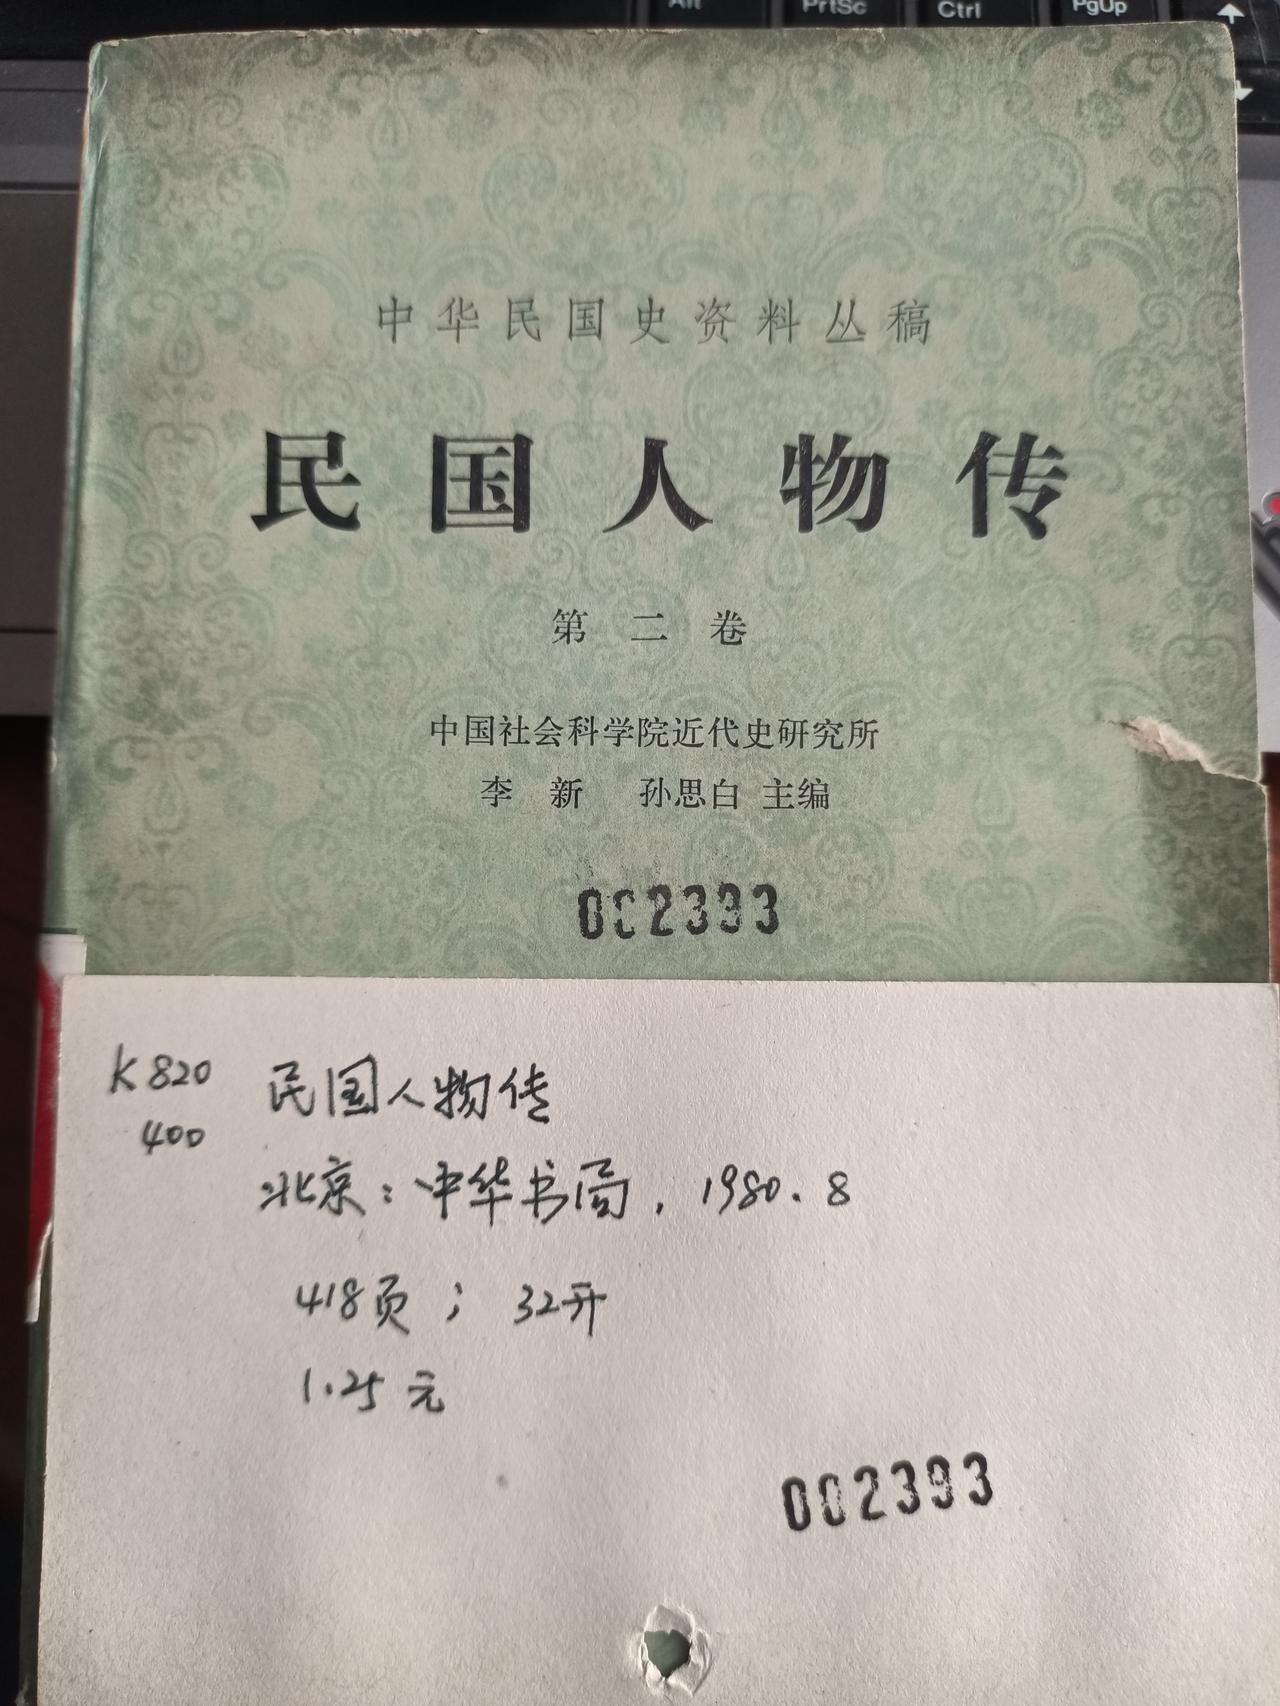 Alt PrtSc Ctrl PgUp
中华民国史资料丛稿
民国人物传
第二卷
中国社会科学院近代史研究所
李新 孙思白 主编
002393
K820 民国人物传
400
北京：中华书局，1980.8
418页；32开
1.25元
002393